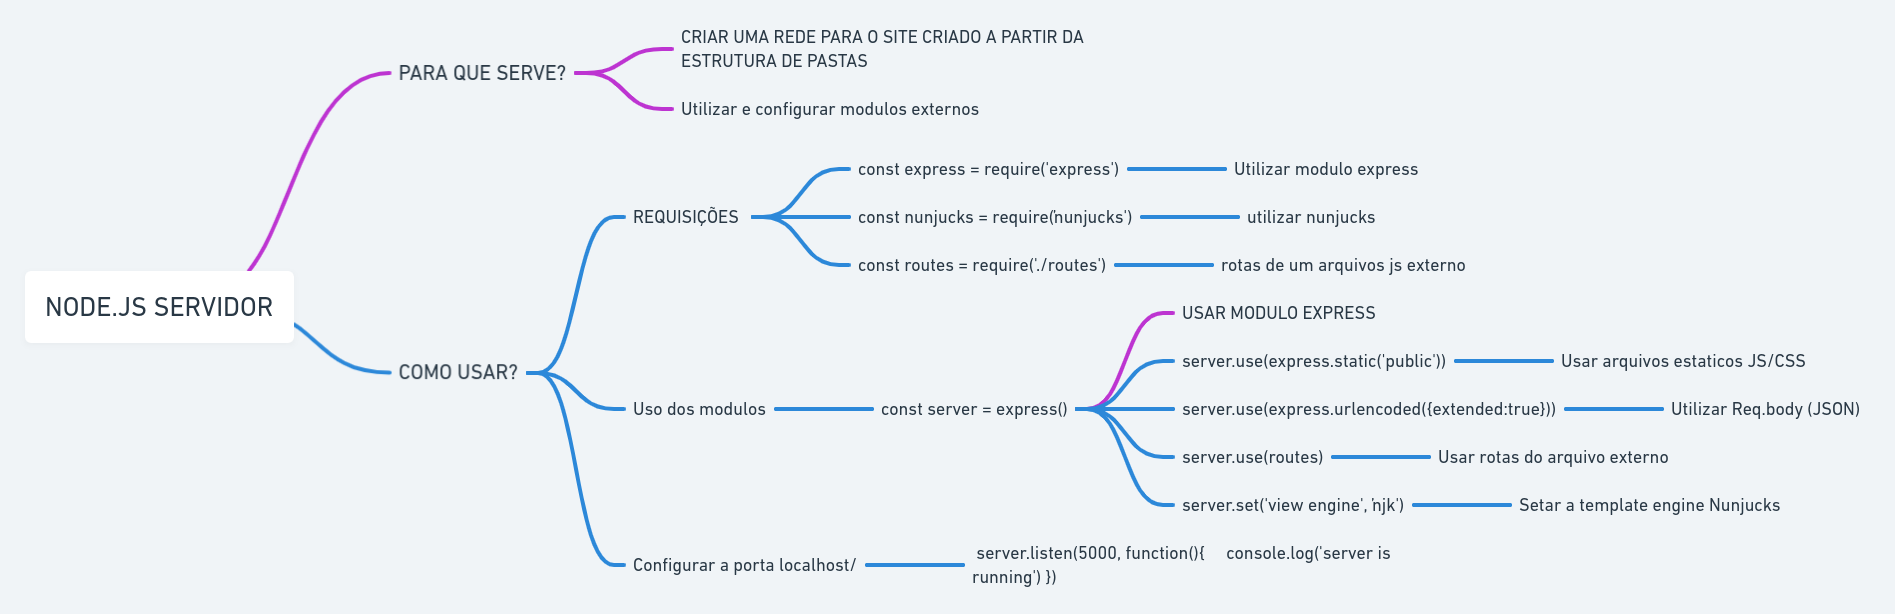 CRIAR UMA REDE PARA O SITE CRIADO A PARTIR DA
ESTRUTURA DE PASTAS
PARA QUE SERVE?
Utilizar e configurar modulos externos
const express = require('express')
Utilizar modulo express
REQUISIÇÕES
const nunjucks = require('nunjucks')
utilizar nunjucks
const routes = require('./routes')
rotas de um arquivos js externo
NODE.JS SERVIDOR
USAR MODULO EXPRESS
server.use(express.static('public'))
Usar arquivos estaticos JS/CSS
COMO USAR?
Uso dos modulos
const server = express()
server.use(express.urlencoded({extended:true}))
Utilizar Req.body (JSON)
server.use(routes)
Usar rotas do arquivo externo
server.set('view engine', 'njk')
Setar a template engine Nunjucks
Configurar a porta localhost/
server.listen(5000, function(){     console.log('server is
running') })